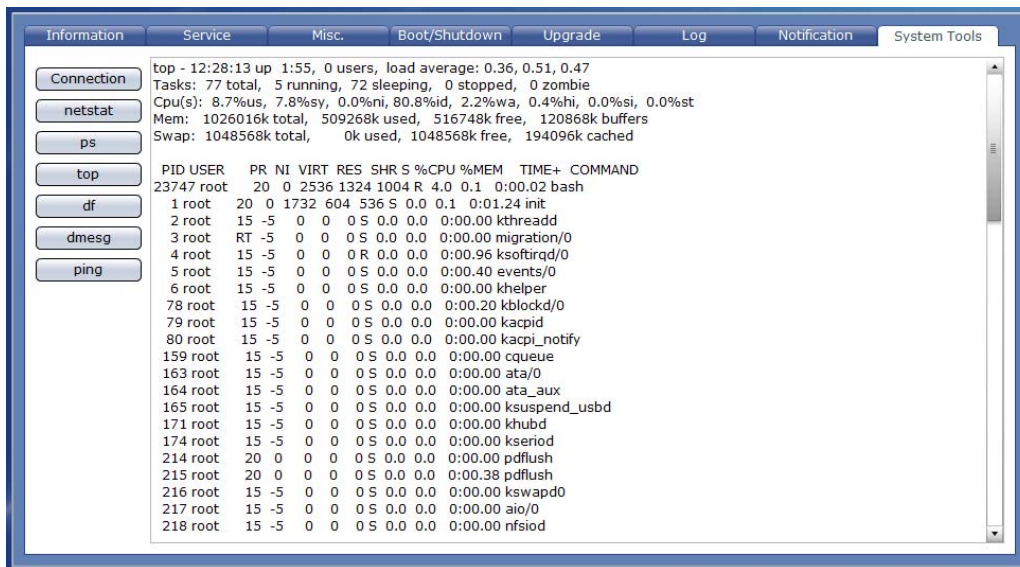 Information Service Misc. Boot/Shutdown Upgrade Log Notification System Tools
Connection
netstat
ps
top
df
dmesg
ping
top - 12:28:13 up 1:55, 0 users, load average: 0.36, 0.51, 0.47
Tasks: 77 total, 5 running, 72 sleeping, 0 stopped, 0 zombie
Cpu(s): 8.7%us, 7.8%sy, 0.0%ni, 80.8%id, 2.2%wa, 0.4%hi, 0.0%si, 0.0%st
Mem: 1026016k total, 509268k used, 516748k free, 120868k buffers
Swap: 1048568k total, 0k used, 1048568k free, 194096k cached
PID USER PR NI VIRT RES SHR S %CPU %MEM TIME+ COMMAND
23747 root 20 0 2536 1324 1004 R 4.0 0.1 0:00.02 bash
1 root 20 0 1732 604 536 S 0.0 0.1 0:01.24 init
2 root 15 -5 0 0 0 S 0.0 0.0 0:00.00 kthreadd
3 root RT -5 0 0 0 S 0.0 0.0 0:00.00 migration/0
4 root 15 -5 0 0 0 R 0.0 0.0 0:00.96 ksoftirqd/0
5 root 15 -5 0 0 0 S 0.0 0.0 0:00.40 events/0
6 root 15 -5 0 0 0 S 0.0 0.0 0:00.00 khelper
78 root 15 -5 0 0 0 S 0.0 0.0 0:00.20 kblockd/0
79 root 15 -5 0 0 0 S 0.0 0.0 0:00.00 kacpid
80 root 15 -5 0 0 0 S 0.0 0.0 0:00.00 kacpi_notify
159 root 15 -5 0 0 0 S 0.0 0.0 0:00.00 cqueue
163 root 15 -5 0 0 0 S 0.0 0.0 0:00.00 ata/0
164 root 15 -5 0 0 0 S 0.0 0.0 0:00.00 ata_aux
165 root 15 -5 0 0 0 S 0.0 0.0 0:00.00 ksuspend_usbd
171 root 15 -5 0 0 0 S 0.0 0.0 0:00.00 khubd
174 root 15 -5 0 0 0 S 0.0 0.0 0:00.00 kseriod
214 root 20 0 0 0 0 S 0.0 0.0 0:00.00 pdflush
215 root 20 0 0 0 0 S 0.0 0.0 0:00.38 pdflush
216 root 15 -5 0 0 0 S 0.0 0.0 0:00.00 kswapd0
217 root 15 -5 0 0 0 S 0.0 0.0 0:00.00 aio/0
218 root 15 -5 0 0 0 S 0.0 0.0 0:00.00 nfsiod